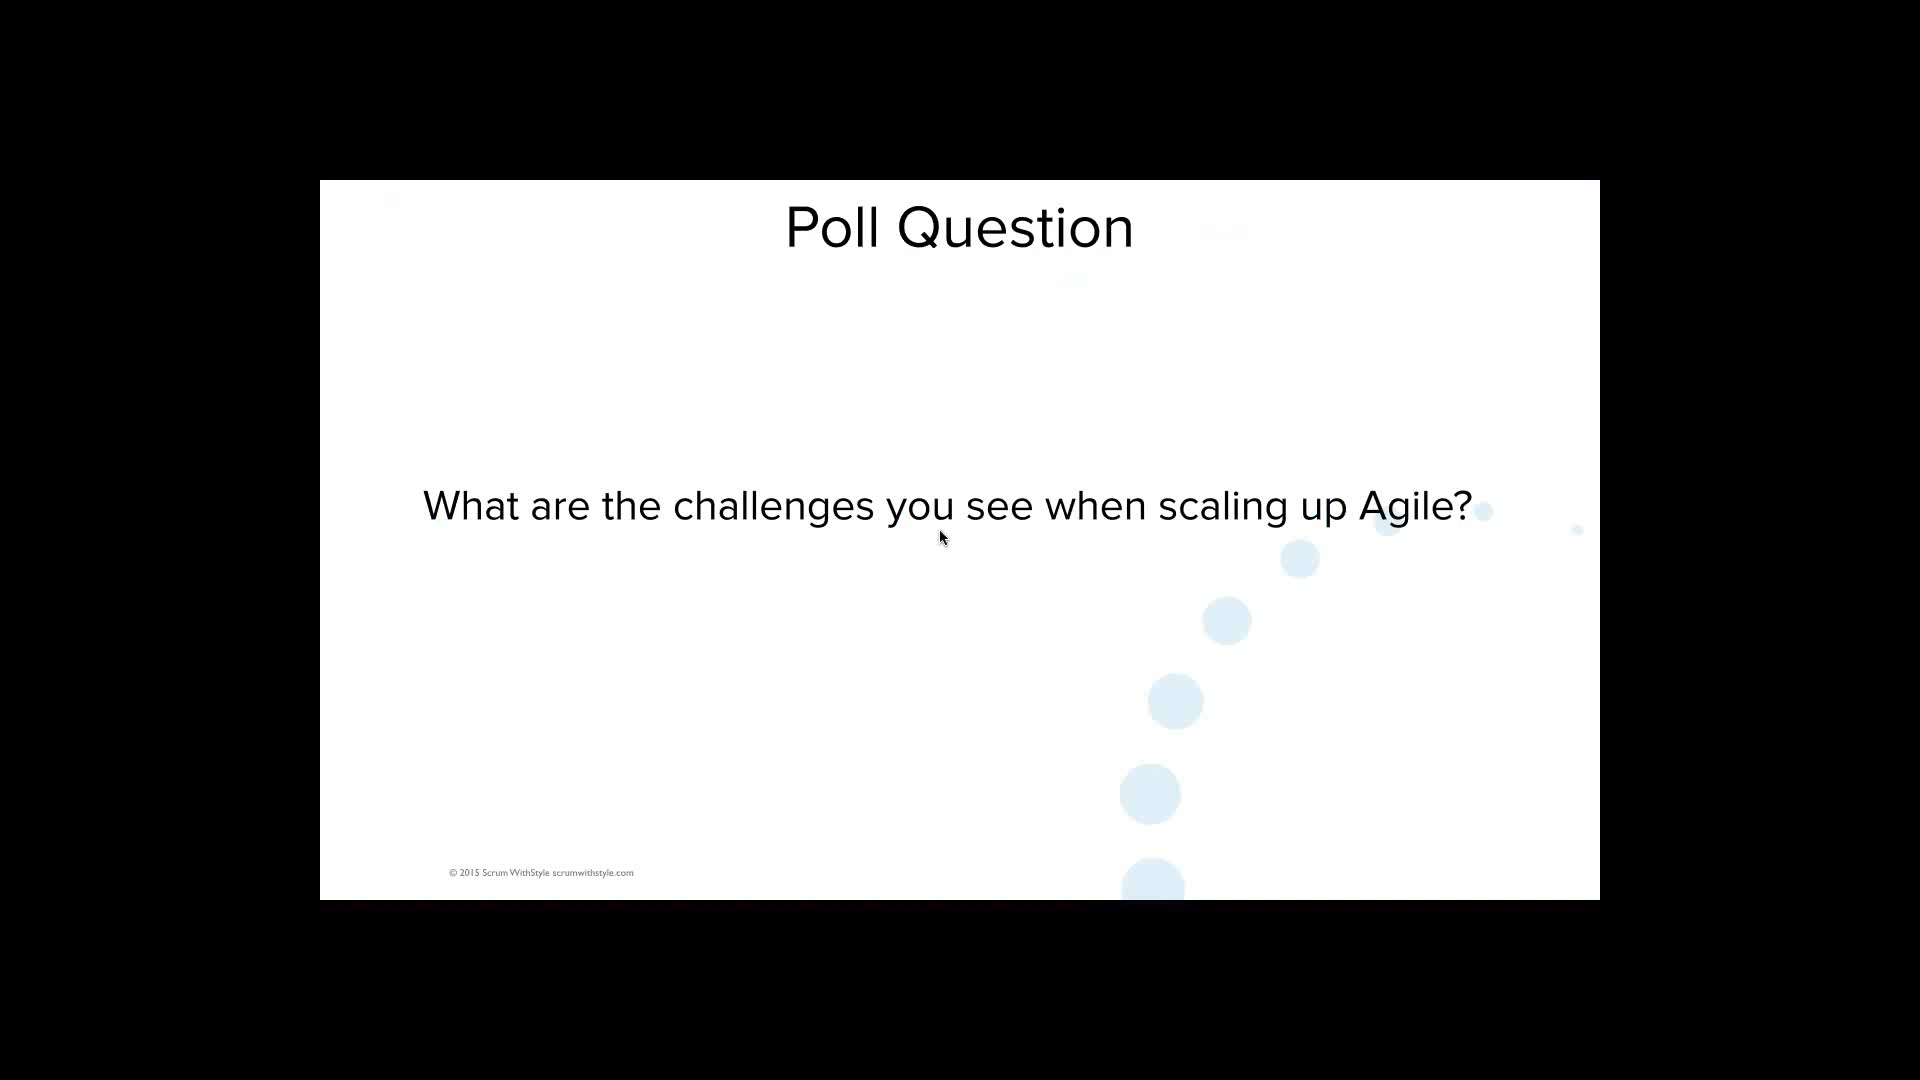 Poll Question
What are the challenges you see when scaling up Agile?
© 2015 Scrum WithStyle scrumwithstyle.com